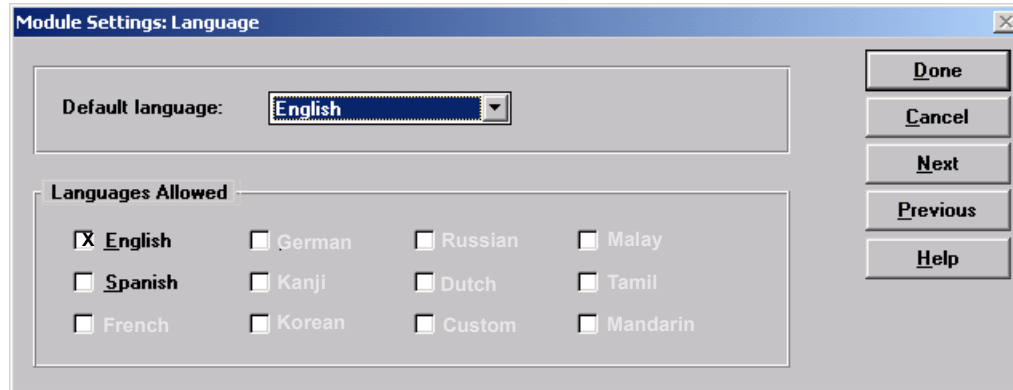 Module Settings: Language
Default language: English
Languages Allowed
X English German Russian Malay
Spanish Kanji Dutch Tamil
French Korean Custom Mandarin
Done
Cancel
Next
Previous
Help